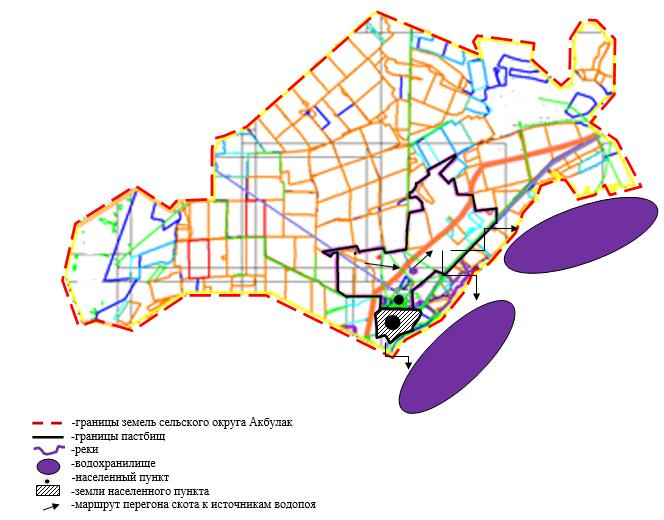 -границы земель сельского округа Акбулак
-границы пастбищ
-реки
-водохранилище
-населенный пункт
-земли населенного пункта
-маршрут перегона скота к источникам водопоя